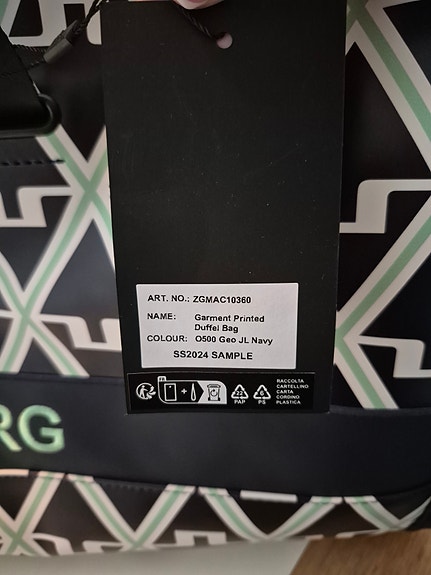 ART. NO.: ZGMAC10360
NAME: Garment Printed
Duffel Bag
COLOUR: O500 Geo JL Navy
SS2024 SAMPLE
FR
22
PAP
6
PS
RACCOLTA
CARTELLINO
CARTA
CORDINO
PLASTICA
RG